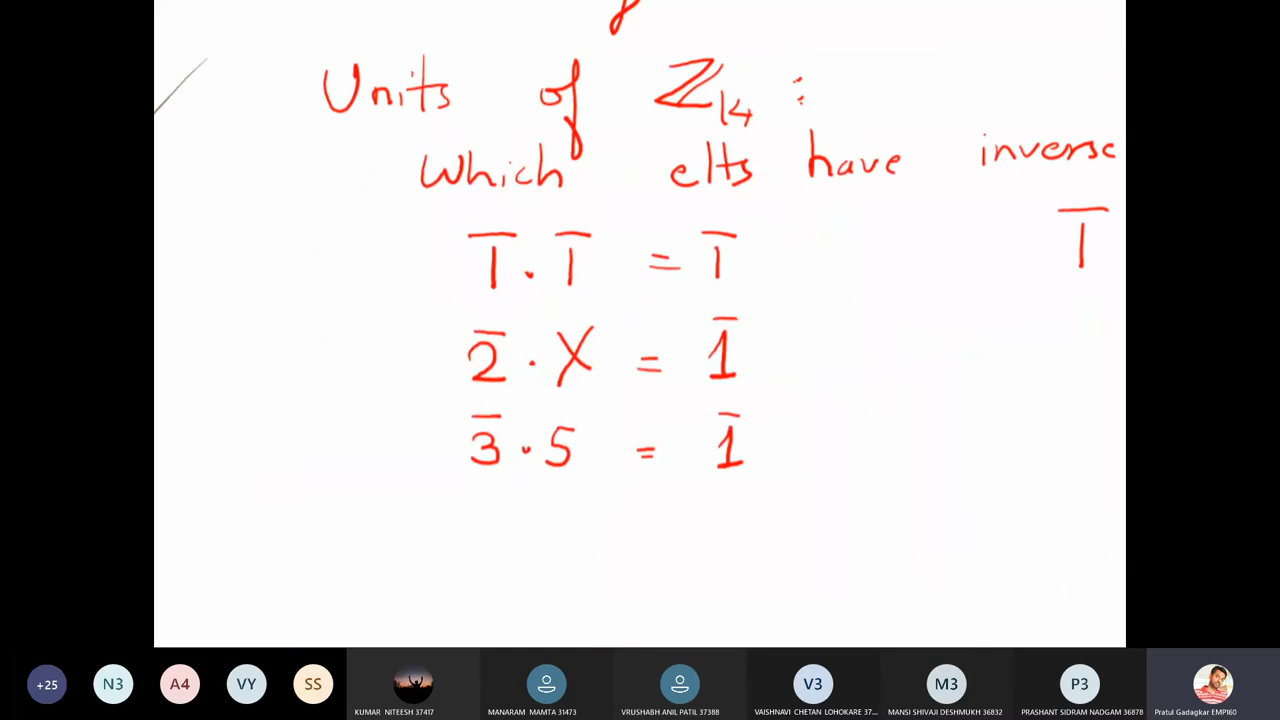 Units of ℤ₁₄ :
Which elts have inverse
1̅ . 1̅ = 1̅ 1̅
2̅ . X = 1̅
3̅ . 5 = 1̅
+25 N3 A4 VY SS V3 M3 P3
KUMAR NITEESH 37417 MANARAM MAMTA 31473 VRUSHABH ANIL PATIL 37388 VAISHNAVI CHETAN LOHOKARE 37... MANSI SHIVAJI DESHMUKH 36832 PRASHANT SIDRAM NADGAM 36878 Pratul Gadagkar EMP160